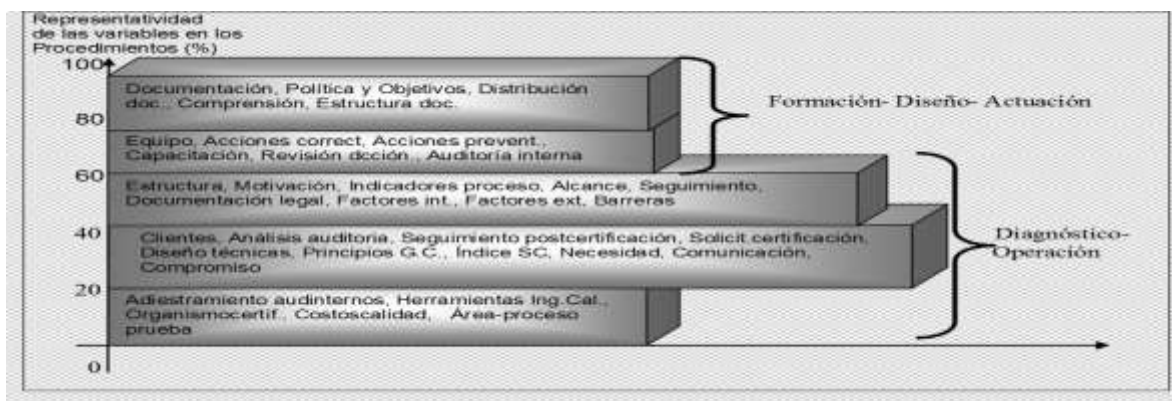 Representatividad
de las variables en los
Procedimientos (%)
100
Documentación, Política y Objetivos, Distribución
doc., Comprensión, Estructura doc.
Formación- Diseño- Actuación
80
Equipo, Acciones correct, Acciones prevent.,
Capacitación, Revisión dcción., Auditoría interna
60
Estructura, Motivación, Indicadores proceso, Alcance, Seguimiento,
Documentación legal, Factores int., Factores ext, Barreras
40
Clientes, Análisis auditoria, Seguimiento postcertificación, Solicit certificación,
Diseño técnicas, Principios G.C., Índice SC, Necesidad, Comunicación,
Compromiso
Diagnóstico-
Operación
20
Adiestramiento audinternos, Herramientas Ing.Cal.,
Organismocertif., Costoscalidad, Área-proceso
prueba
0